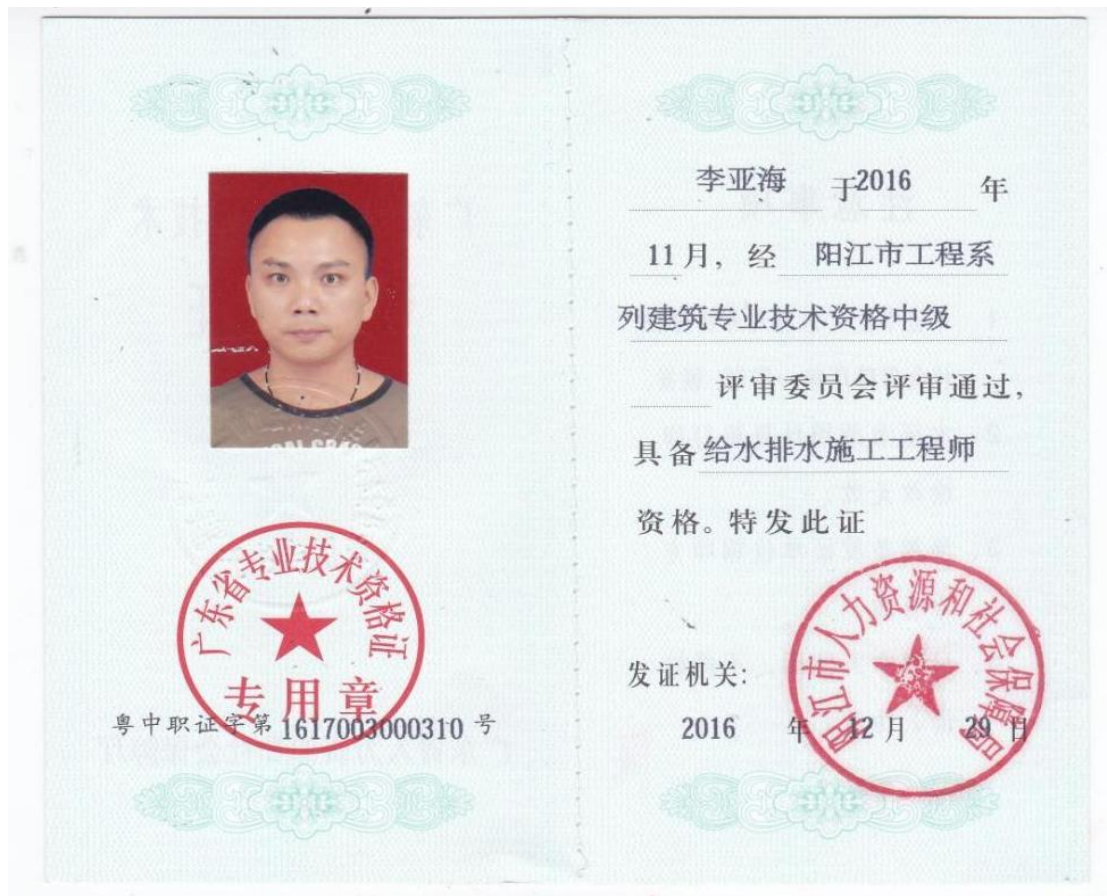 广东省专业技术资格证
专用章
粤中职证字第 1617003000310 号
李亚海 于2016 年
11月，经 阳江市工程系
列建筑专业技术资格中级
评审委员会评审通过，
具备 给水排水施工工程师
资格。特发此证
阳江市人力资源和社会保障局
发证机关：
2016 年 12 月 29 日